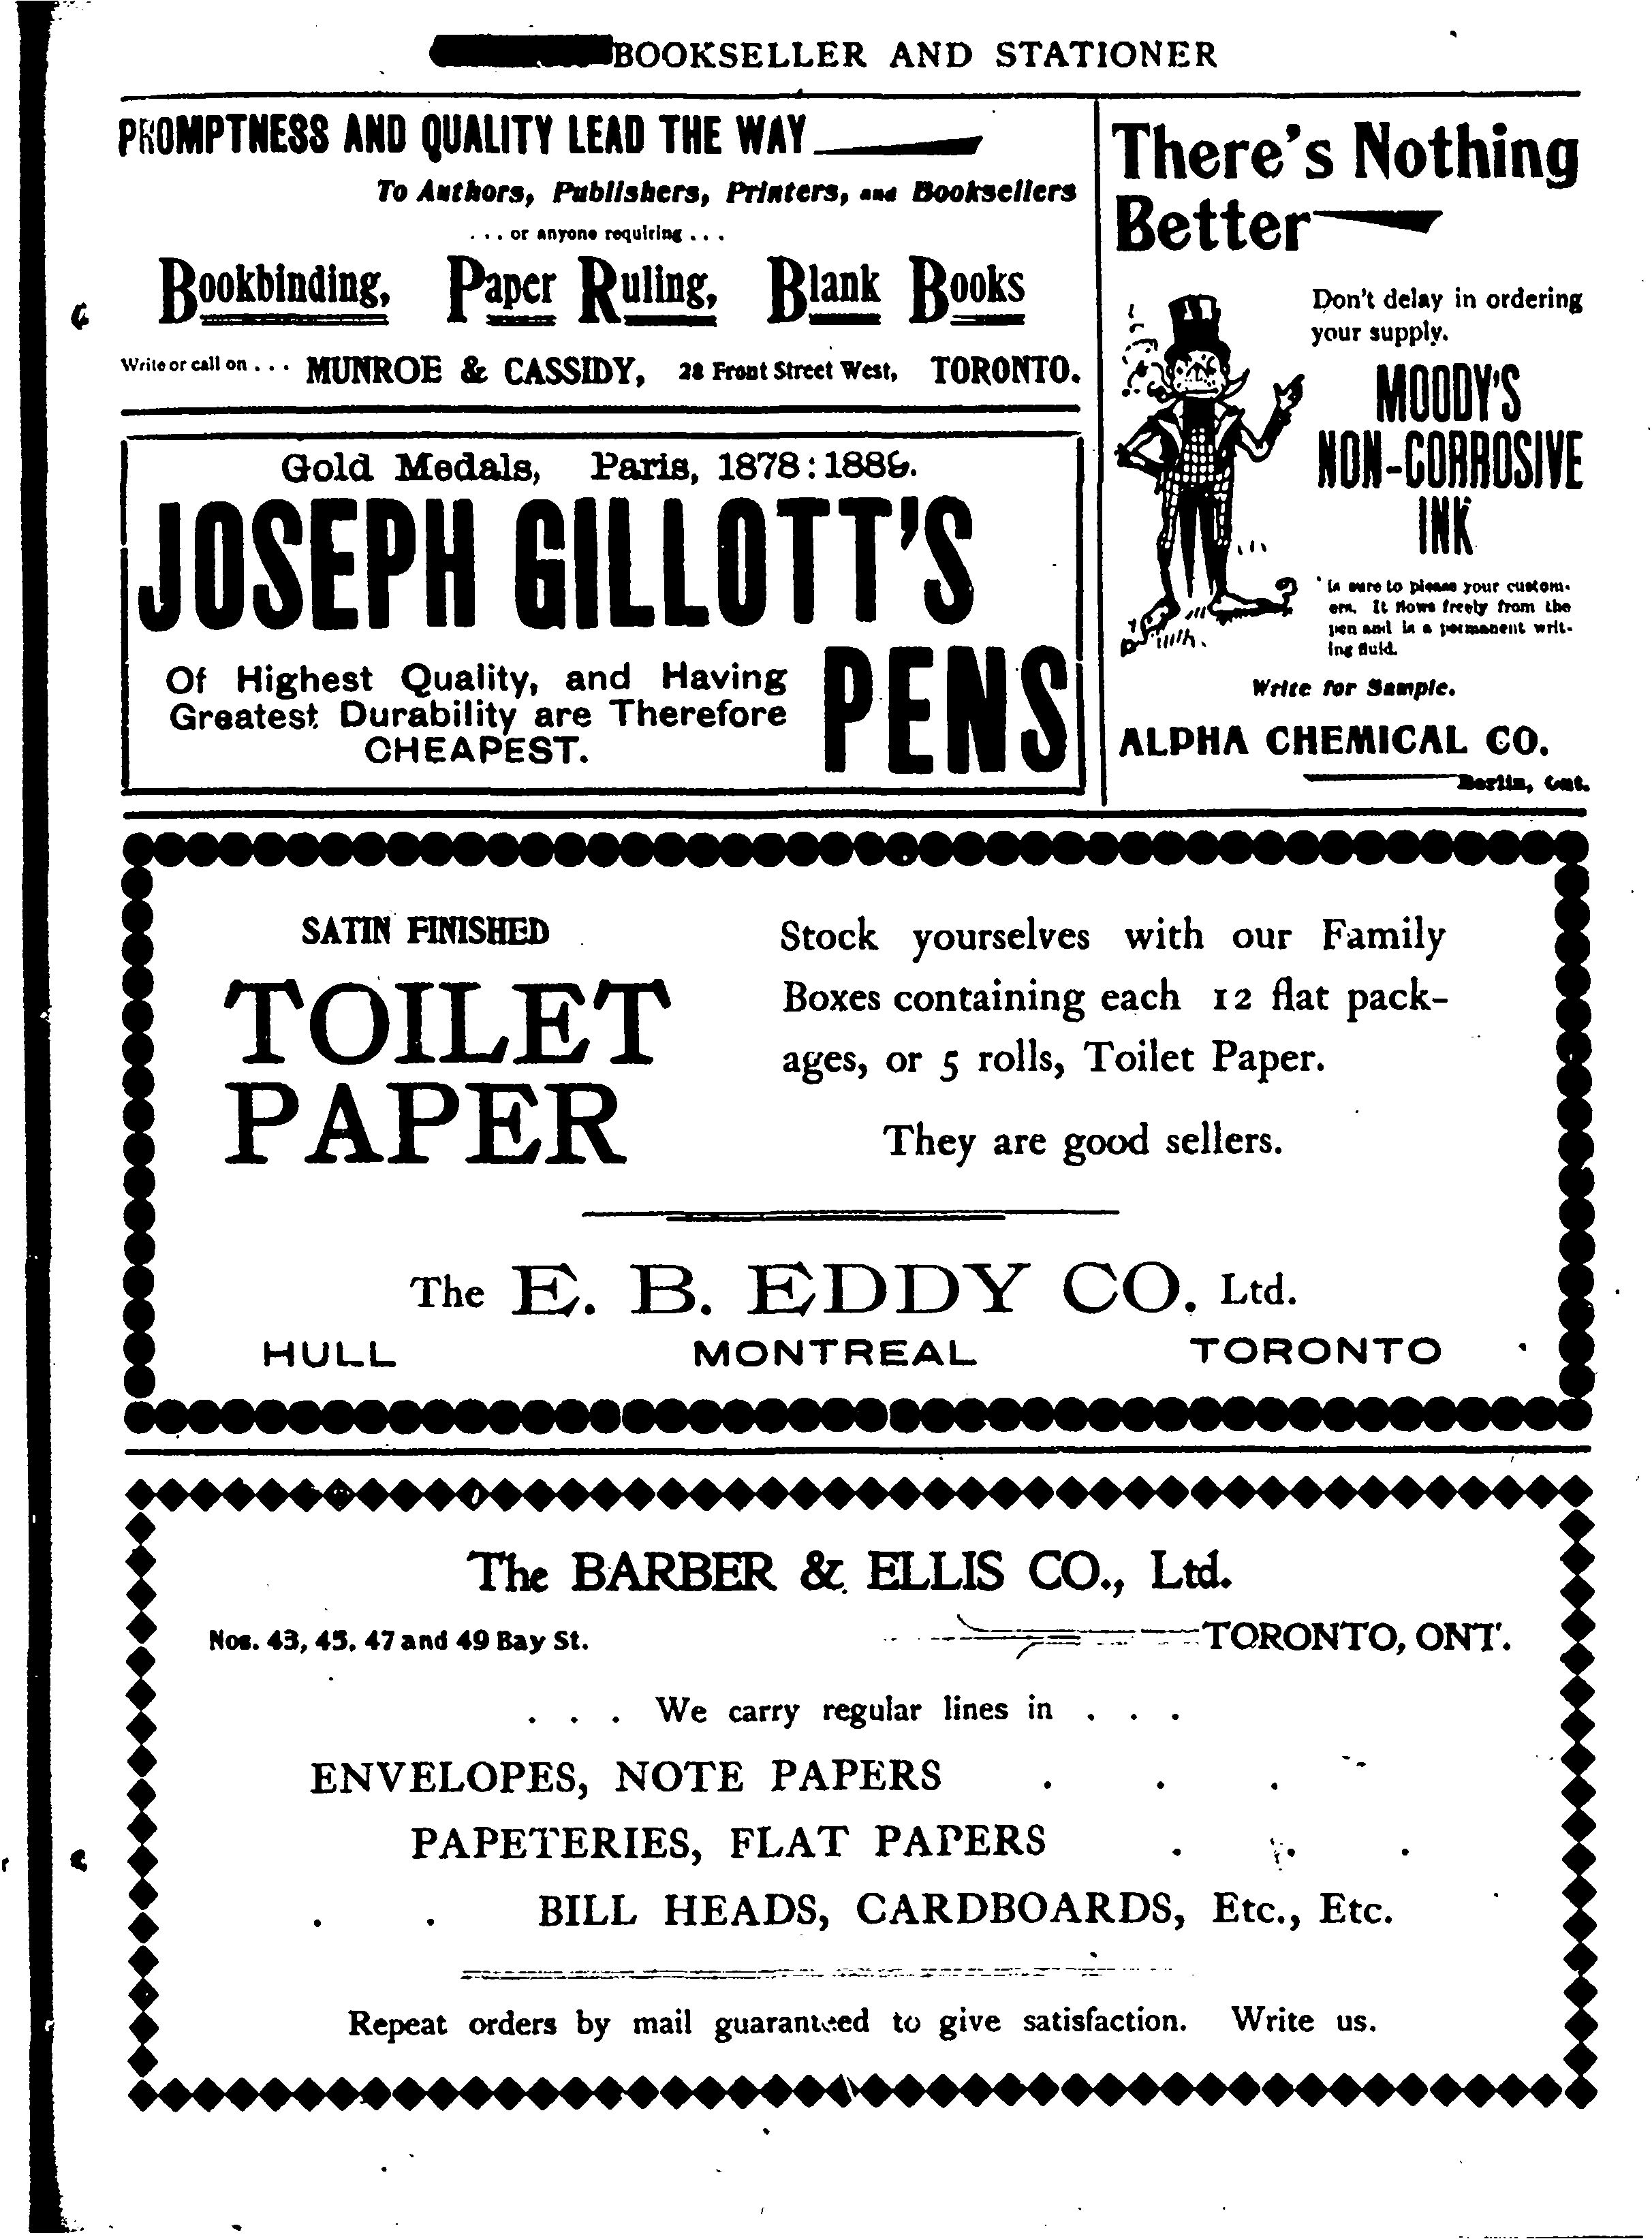 BOOKSELLER AND STATIONER
PROMPTNESS AND QUALITY LEAD THE WAY
To Authors, Publishers, Printers, and Booksellers
. . . or anyone requiring . . .
Bookbinding, Paper Ruling, Blank Books
Write or call on . . . MUNROE & CASSIDY, 28 Front Street West, TORONTO.
Gold Medals, Paris, 1878 : 1889.
JOSEPH GILLOTT'S
Of Highest Quality, and Having
Greatest Durability are Therefore
CHEAPEST.
PENS
There's Nothing
Better
Don't delay in ordering
your supply.
MOODY'S
NON-CORROSIVE
INK
is sure to please your custom-
ers. It flows freely from the
pen and is a permanent writ-
ing fluid.
Write for Sample.
ALPHA CHEMICAL CO.
Berlin, Ont.
SATIN FINISHED
TOILET
PAPER
Stock yourselves with our Family
Boxes containing each 12 flat pack-
ages, or 5 rolls, Toilet Paper.
They are good sellers.
The E. B. EDDY CO. Ltd.
HULL MONTREAL TORONTO
The BARBER & ELLIS CO., Ltd.
Nos. 43, 45, 47 and 49 Bay St. TORONTO, ONT.
. . . We carry regular lines in . . .
ENVELOPES, NOTE PAPERS . . .
PAPETERIES, FLAT PAPERS . . .
. . BILL HEADS, CARDBOARDS, Etc., Etc.
Repeat orders by mail guaranteed to give satisfaction. Write us.